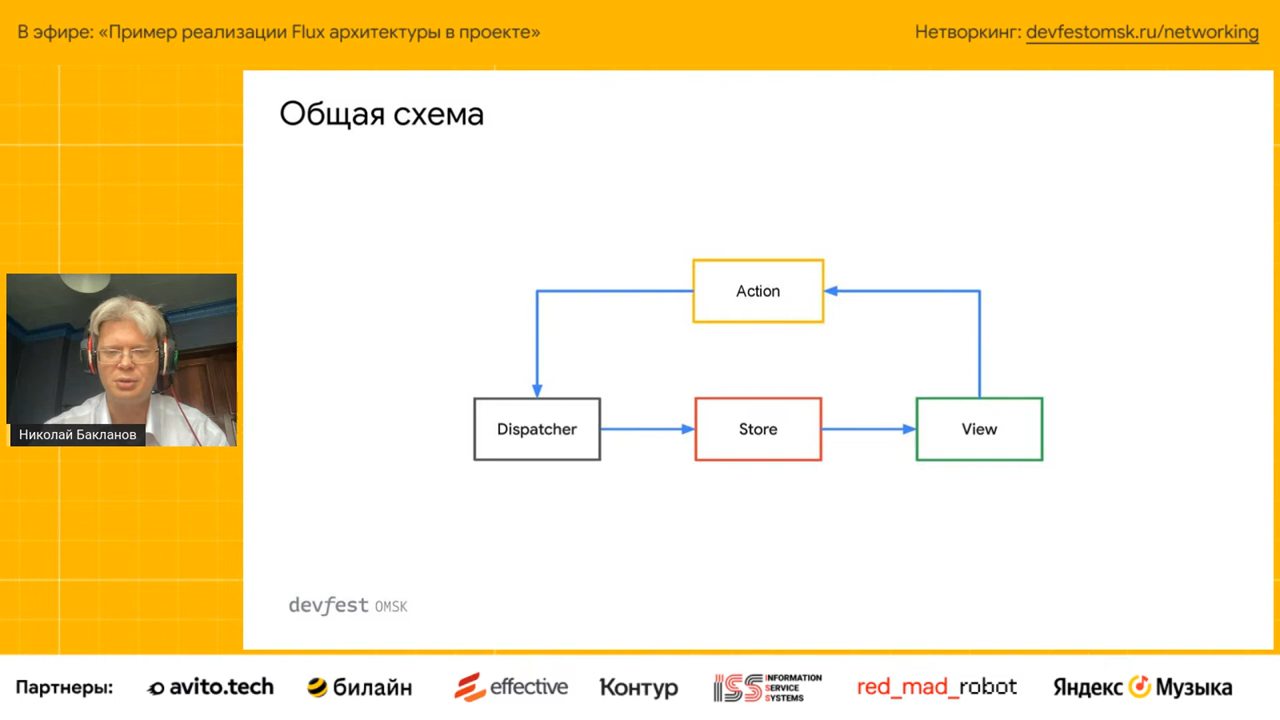 В эфире: «Пример реализации Flux архитектуры в проекте»
Нетворкинг: devfestomsk.ru/networking
Общая схема
Action
Dispatcher
Store
View
Николай Бакланов
devfest OMSK
Партнеры:
avito.tech
билайн
effective
Контур
ISS INFORMATION
SERVICE
SYSTEMS
red_mad_robot
Яндекс Музыка